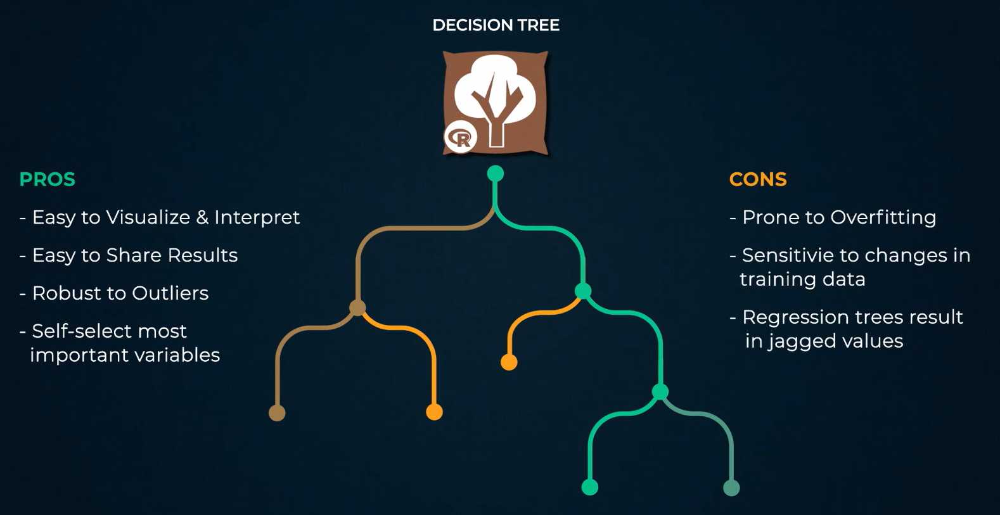 DECISION TREE
R
PROS
- Easy to Visualize & Interpret
- Easy to Share Results
- Robust to Outliers
- Self-select most
important variables
CONS
- Prone to Overfitting
- Sensitivie to changes in
training data
- Regression trees result
in jagged values